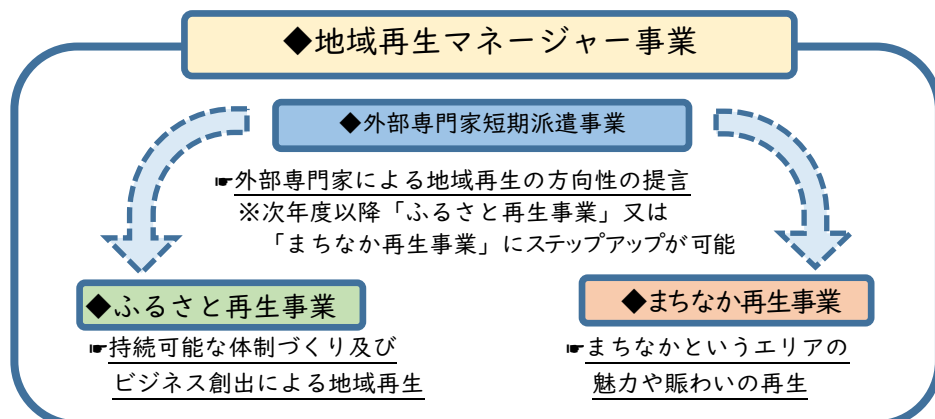 ◆地域再生マネージャー事業
◆外部専門家短期派遣事業
☛外部専門家による地域再生の方向性の提言
※次年度以降「ふるさと再生事業」又は
「まちなか再生事業」にステップアップが可能
◆ふるさと再生事業
☛持続可能な体制づくり及び
ビジネス創出による地域再生
◆まちなか再生事業
☛まちなかというエリアの
魅力や賑わいの再生